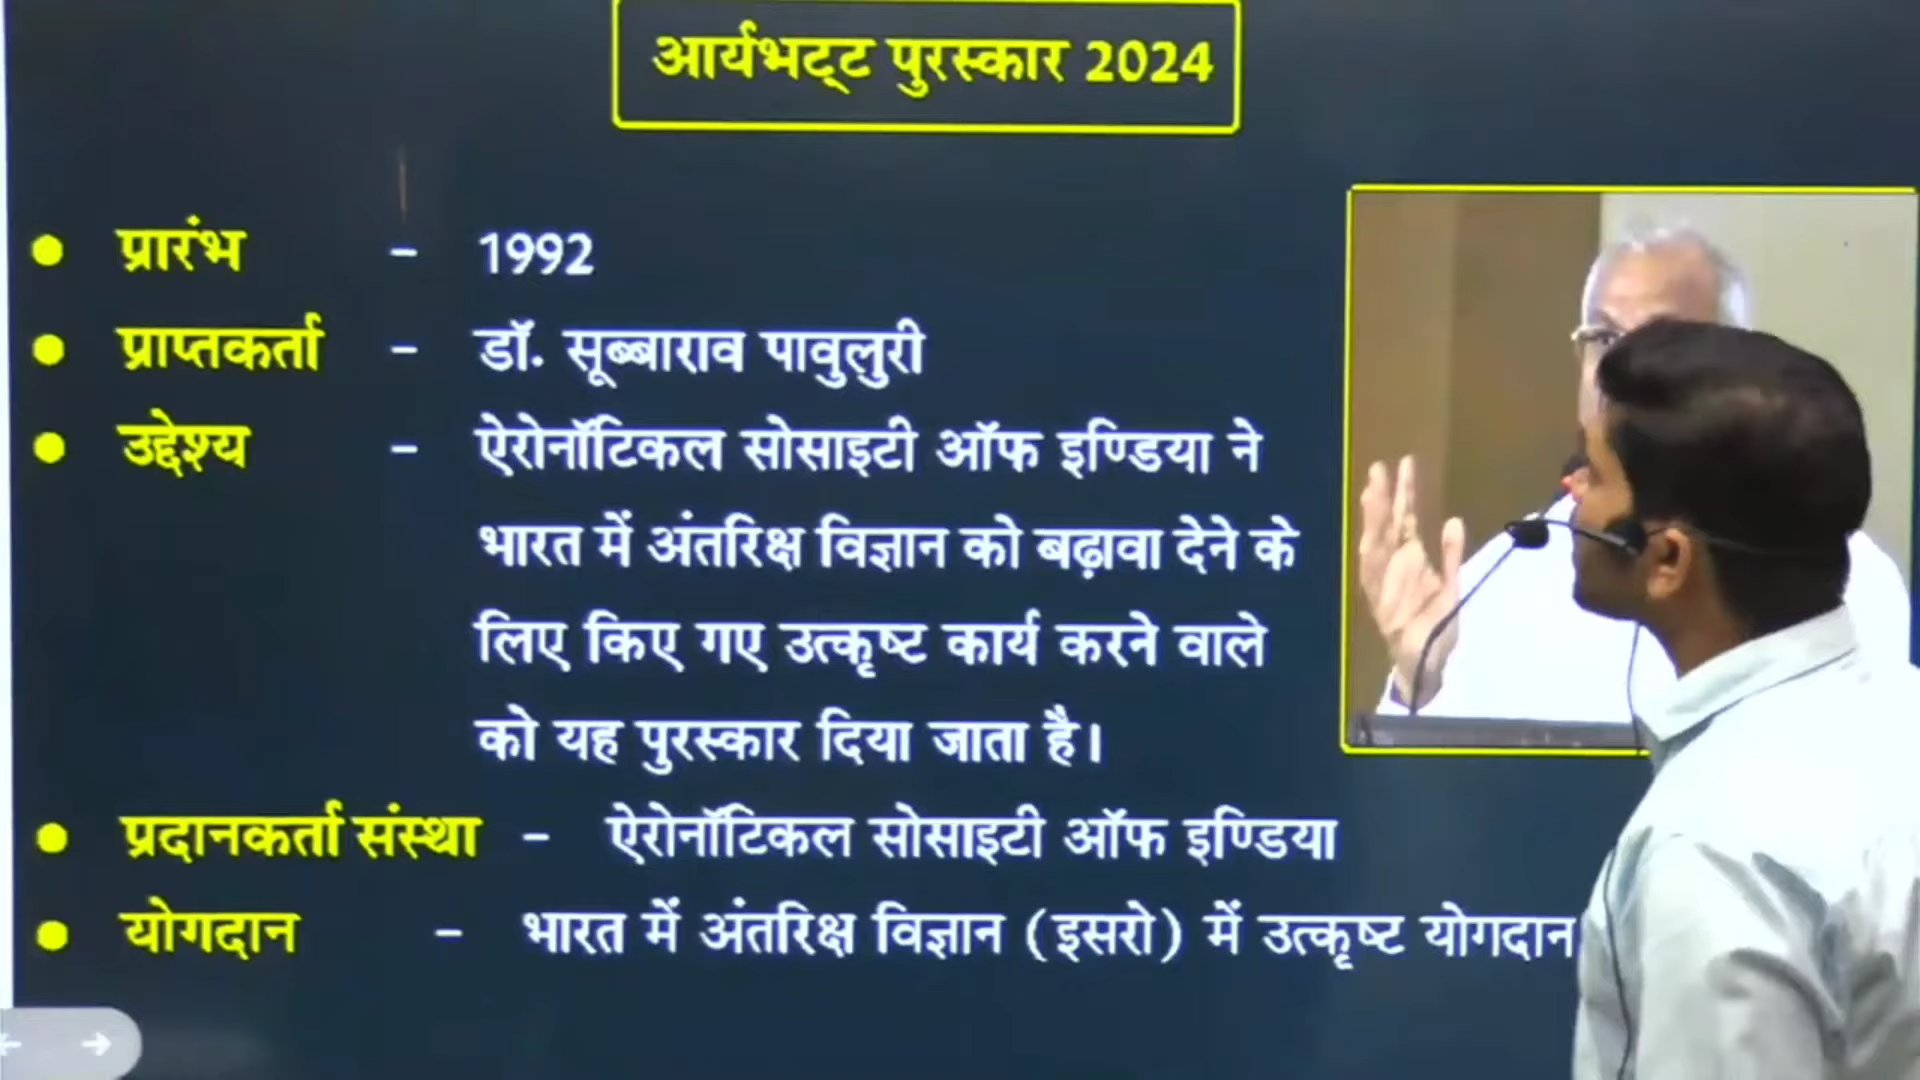 आर्यभट्ट पुरस्कार 2024
प्रारंभ - 1992
प्राप्तकर्ता - डॉ. सूब्बाराव पावुलुरी
उद्देश्य - ऐरोनॉटिकल सोसाइटी ऑफ इण्डिया ने
भारत में अंतरिक्ष विज्ञान को बढ़ावा देने के
लिए किए गए उत्कृष्ट कार्य करने वाले
को यह पुरस्कार दिया जाता है।
प्रदानकर्ता संस्था - ऐरोनॉटिकल सोसाइटी ऑफ इण्डिया
योगदान - भारत में अंतरिक्ष विज्ञान (इसरो) में उत्कृष्ट योगदान